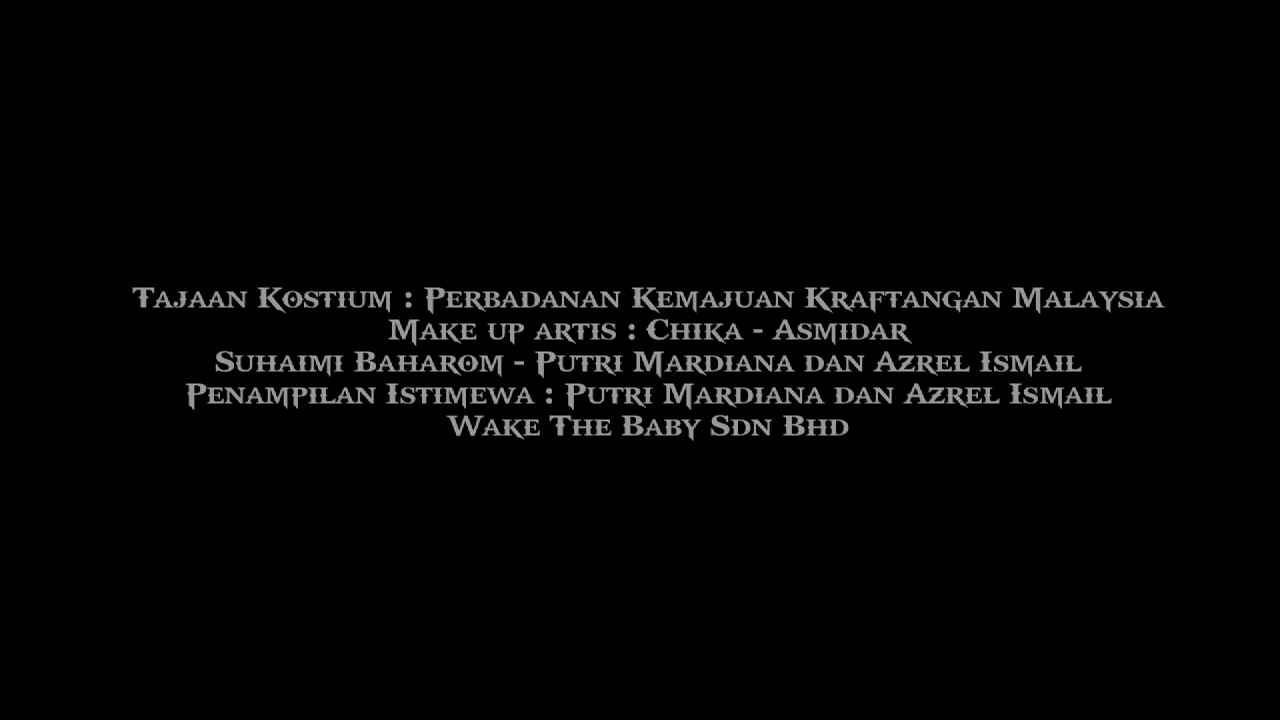 Tajaan Kostium : Perbadanan Kemajuan Kraftangan Malaysia
Make up artis : Chika - Asmidar
Suhaimi Baharom - Putri Mardiana dan Azrel Ismail
Penampilan Istimewa : Putri Mardiana dan Azrel Ismail
Wake The Baby Sdn Bhd